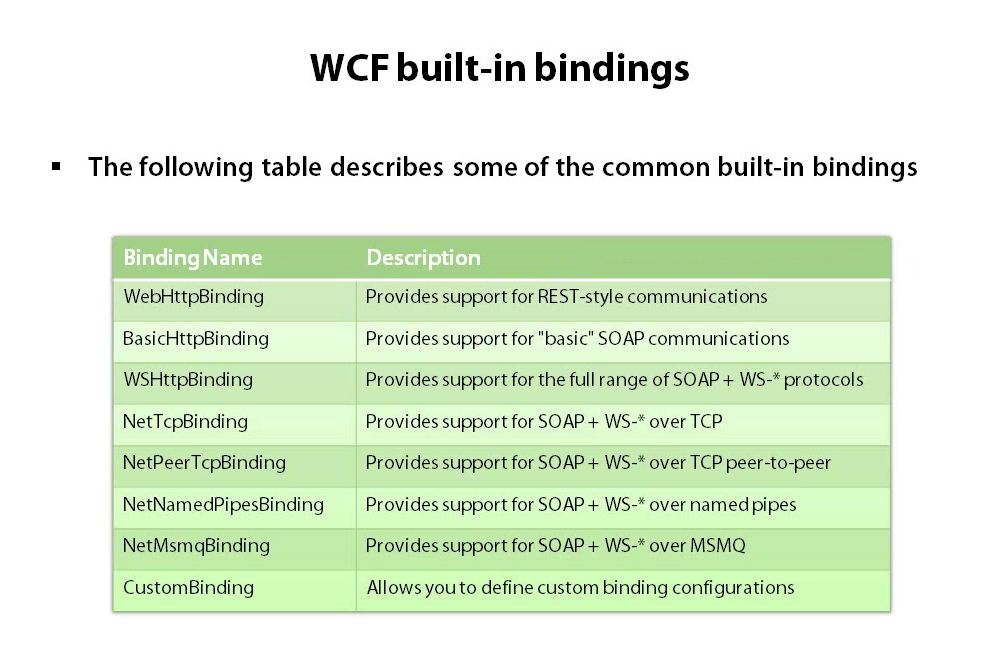 WCF built-in bindings
▪ The following table describes some of the common built-in bindings
Binding Name Description
WebHttpBinding Provides support for REST-style communications
BasicHttpBinding Provides support for "basic" SOAP communications
WSHttpBinding Provides support for the full range of SOAP + WS-* protocols
NetTcpBinding Provides support for SOAP + WS-* over TCP
NetPeerTcpBinding Provides support for SOAP + WS-* over TCP peer-to-peer
NetNamedPipesBinding Provides support for SOAP + WS-* over named pipes
NetMsmqBinding Provides support for SOAP + WS-* over MSMQ
CustomBinding Allows you to define custom binding configurations